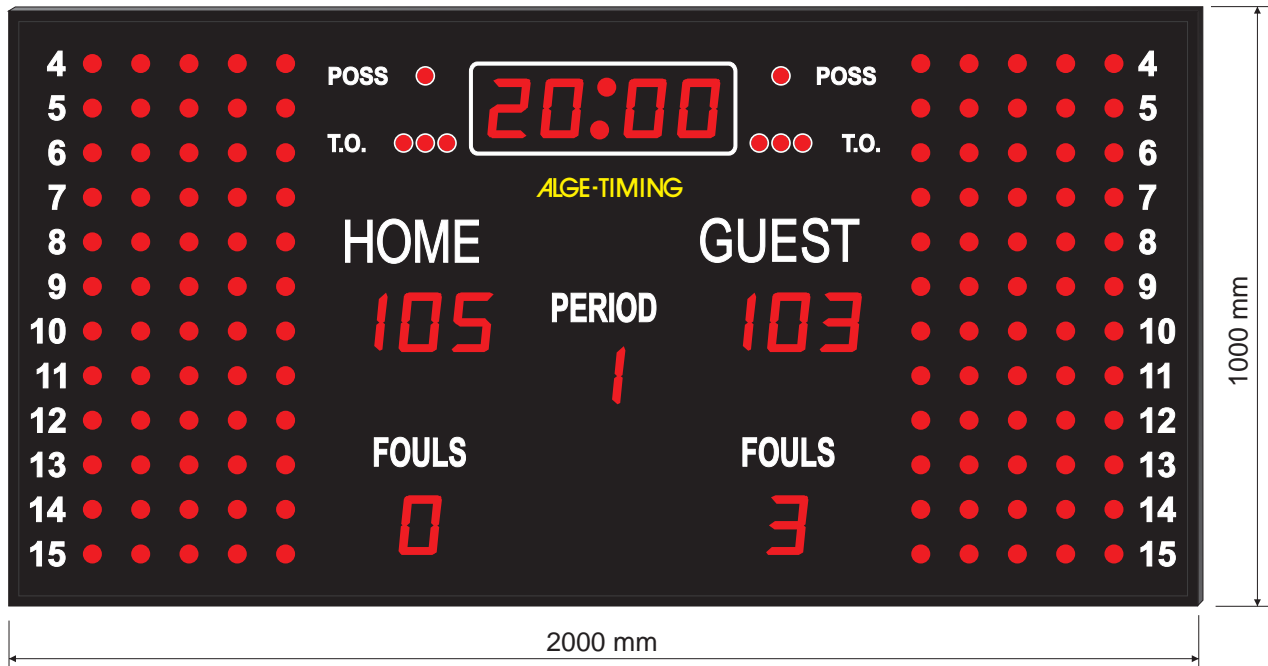 4 POSS 20:00 POSS 4
5 5
6 T.O. T.O. 6
7 ALGE-TIMING 7
8 HOME GUEST 8
9 9
10 105 PERIOD 103 10
11 1 11
12 12
13 FOULS FOULS 13
14 0 3 14
15 15
1000 mm
2000 mm